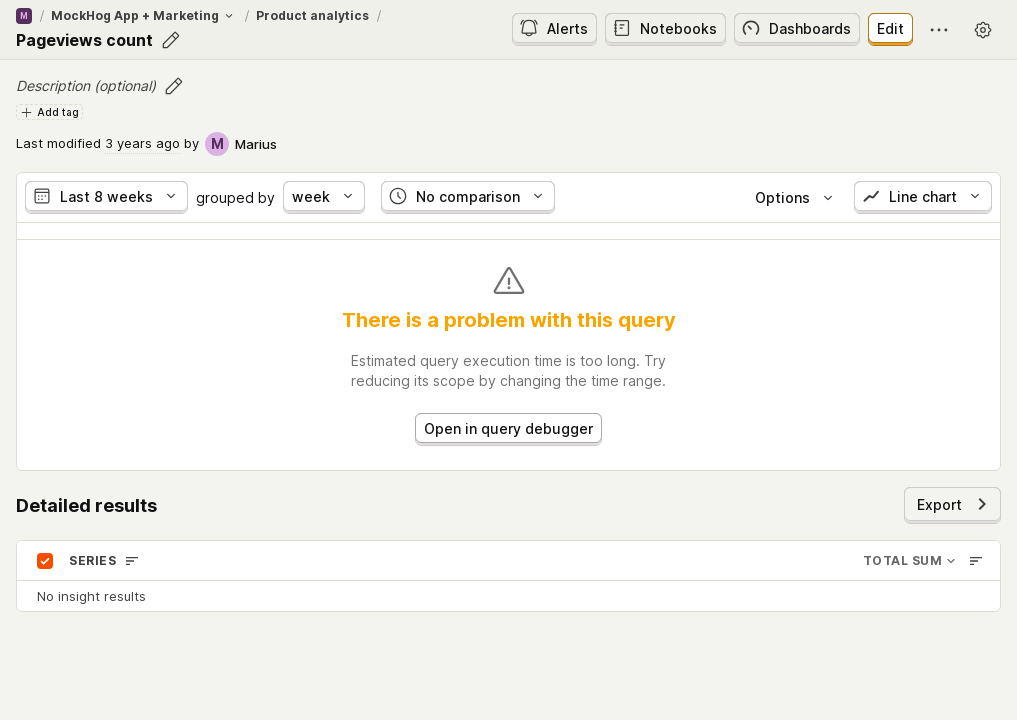 M / MockHog App + Marketing / Product analytics /
Pageviews count
Alerts Notebooks Dashboards Edit
Description (optional)
Add tag
Last modified 3 years ago by M Marius
Last 8 weeks grouped by week No comparison Options Line chart
There is a problem with this query
Estimated query execution time is too long. Try
reducing its scope by changing the time range.
Open in query debugger
Detailed results Export
SERIES TOTAL SUM
No insight results